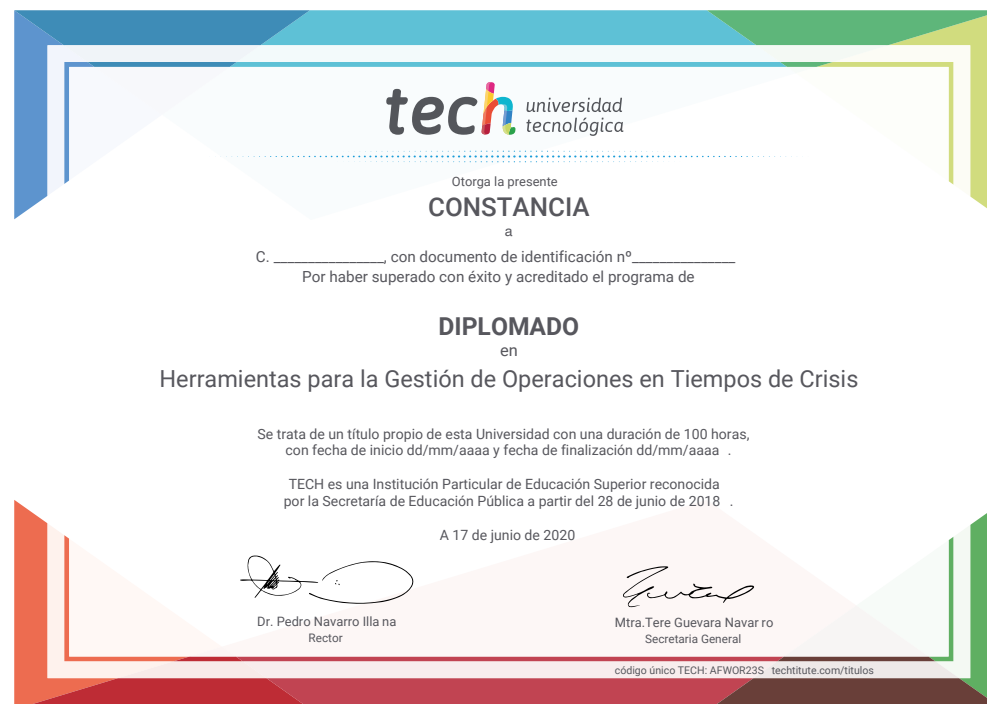 tech universidad
tecnológica
Otorga la presente
CONSTANCIA
a
C. ________________, con documento de identificación nº_______________
Por haber superado con éxito y acreditado el programa de
DIPLOMADO
en
Herramientas para la Gestión de Operaciones en Tiempos de Crisis
Se trata de un título propio de esta Universidad con una duración de 100 horas,
con fecha de inicio dd/mm/aaaa y fecha de finalización dd/mm/aaaa .
TECH es una Institución Particular de Educación Superior reconocida
por la Secretaría de Educación Pública a partir del 28 de junio de 2018 .
A 17 de junio de 2020
Dr. Pedro Navarro Illa na
Rector
Mtra.Tere Guevara Navar ro
Secretaria General
código único TECH: AFWOR23S techtitute.com/titulos